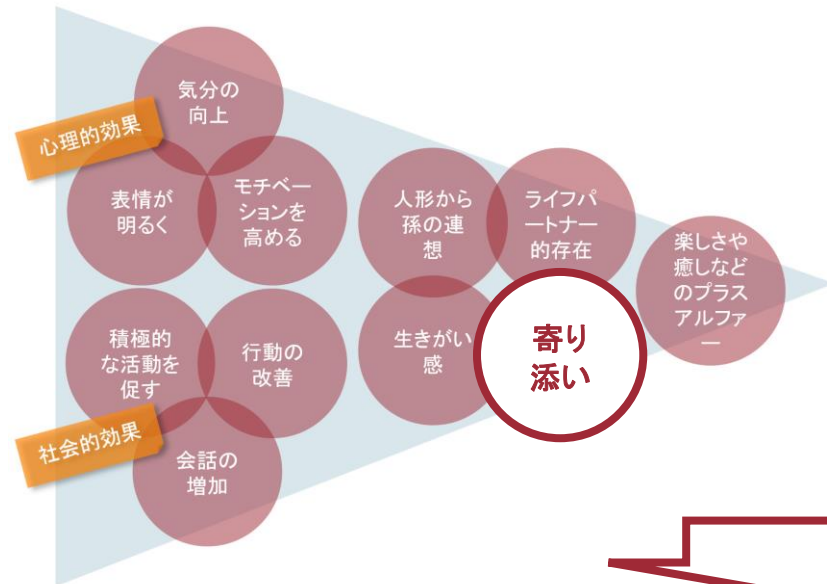 気分の
向上
心理的効果
表情が
明るく
モチベー
ションを
高める
人形から
孫の連
想
ライフパ
ートナー
的存在
楽しさや
癒しなど
のプラス
アルファ
ー
積極的
な活動を
促す
行動の
改善
生きがい
感
寄り
添い
社会的効果
会話の
増加